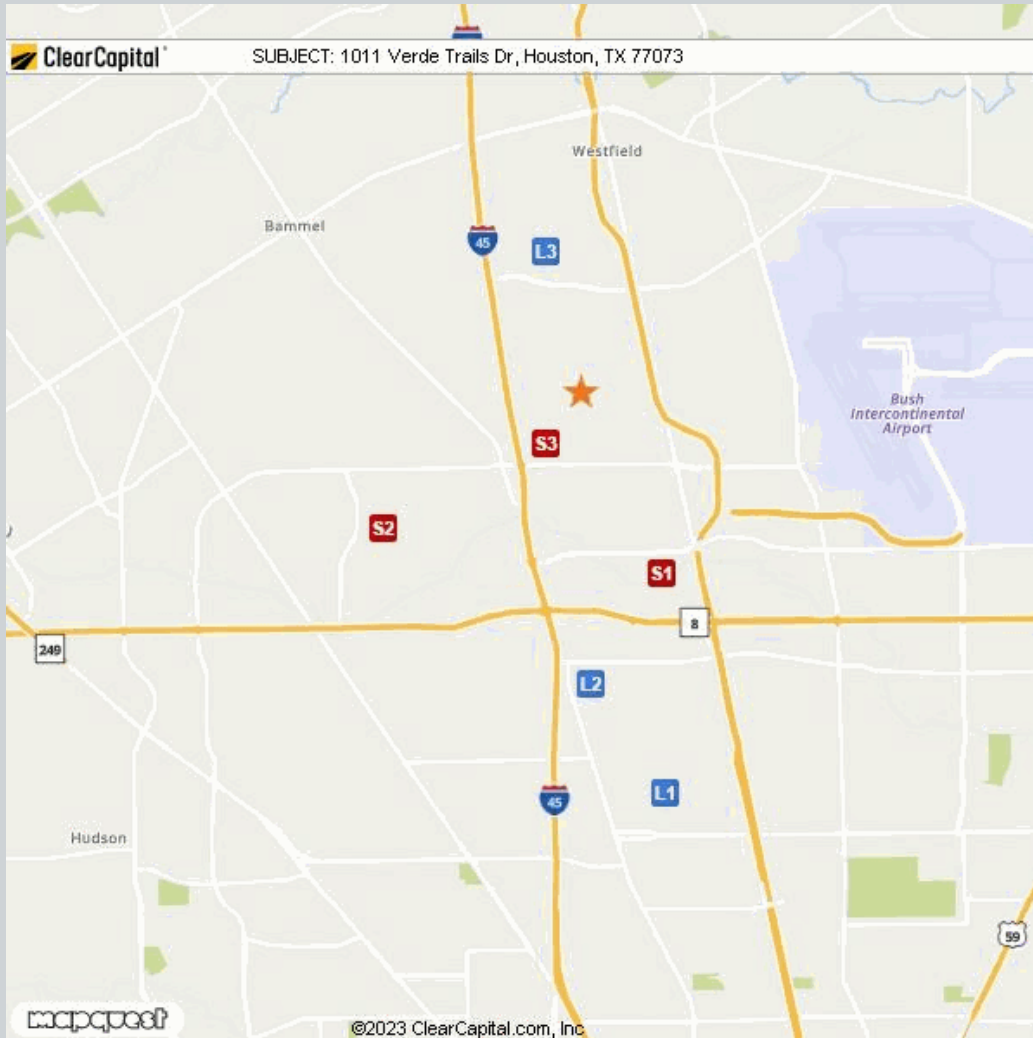 ClearCapital
SUBJECT: 1011 Verde Trails Dr, Houston, TX 77073
Westfield
Bammel
45
L3
Bush
Intercontinental
Airport
S3
S2
S1
8
249
L2
45
L1
Hudson
59
mapquest
©2023 ClearCapital.com, Inc